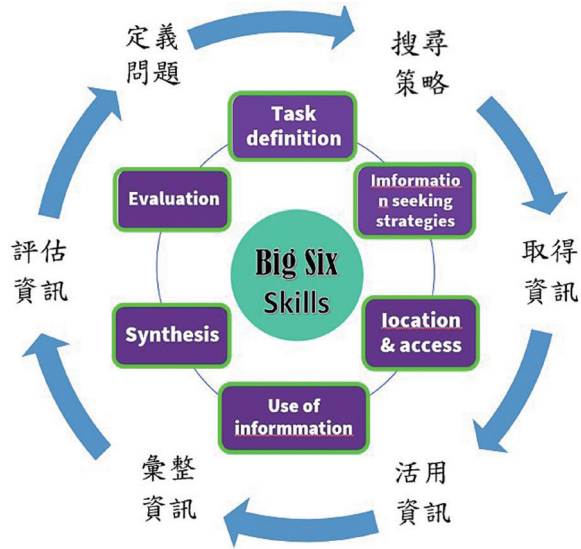 定義
問題
搜尋
策略
取得
資訊
活用
資訊
彙整
資訊
評估
資訊
Task
definition
Imformatio
n seeking
strategies
location
& access
Use of
informmation
Synthesis
Evaluation
Big Six
Skills